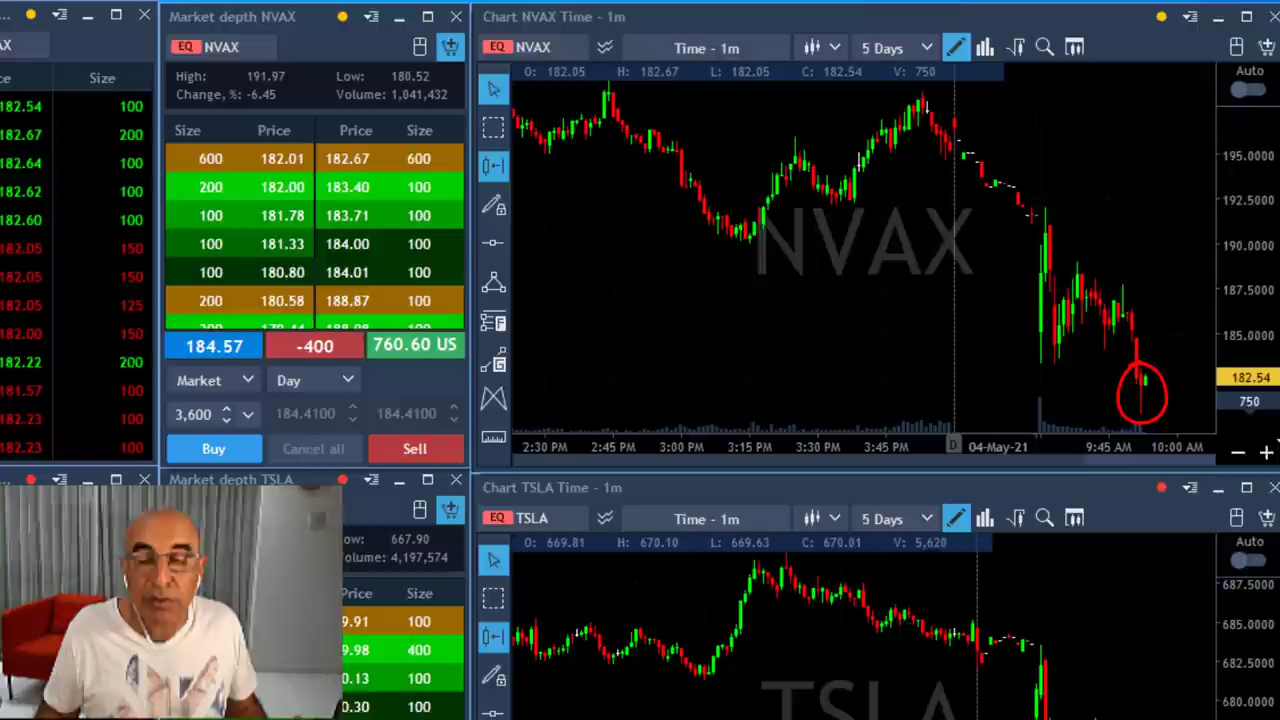 Market depth NVAX
Chart NVAX Time - 1m
EQ NVAX
EQ NVAX
Time - 1m
5 Days
Size
High: 191.97 Low: 180.52
Change, %: -6.45 Volume: 1,041,432
O: 182.05 H: 182.67 L: 182.05 C: 182.54 V: 750
Auto
Size Price Price Size
600 182.01 182.67 600
200 182.00 183.40 100
100 181.78 183.71 100
100 181.33 184.00 100
100 180.80 184.01 100
200 180.58 188.87 100
182.54 100
182.67 200
182.64 100
182.62 100
182.60 100
182.05 150
182.05 150
182.05 125
182.00 100
182.22 200
181.57 100
182.23 100
182.23 100
184.57 -400 760.60 US
Market Day
3,600 184.4100 184.4100
Buy Cancel all Sell
NVAX
195.0000
192.5000
190.0000
187.5000
185.0000
182.54
750
2:30 PM 2:45 PM 3:00 PM 3:15 PM 3:30 PM 3:45 PM D 04-May-21 9:45 AM 10:00 AM
Market depth TSLA
Chart TSLA Time - 1m
EQ TSLA
Time - 1m
5 Days
667.90
Volume: 4,197,574
O: 669.81 H: 670.10 L: 669.63 C: 670.01 V: 5,620
Auto
Price Size
100
400
100
100
TSLA
687.5000
685.0000
682.5000
680.0000